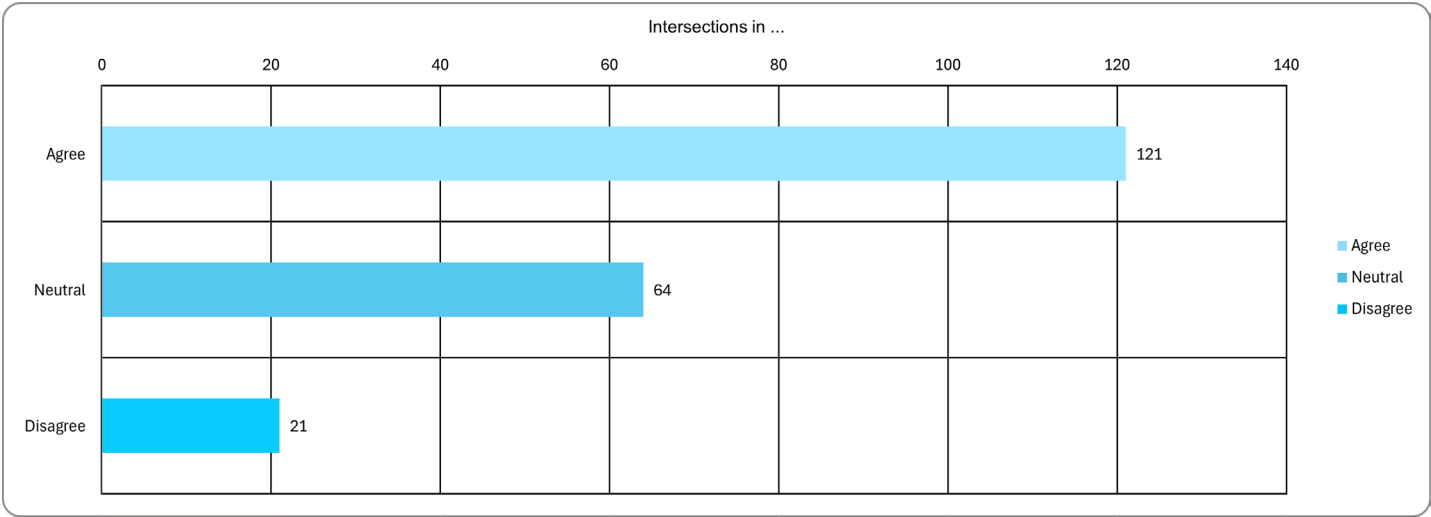 Intersections in ...
0 20 40 60 80 100 120 140
Agree 121
Neutral 64
Disagree 21
Agree
Neutral
Disagree